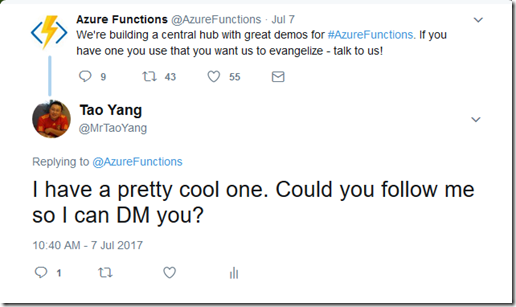 Azure Functions @AzureFunctions · Jul 7
We're building a central hub with great demos for #AzureFunctions. If you
have one you use that you want us to evangelize - talk to us!
9 43 55
Tao Yang
@MrTaoYang
Replying to @AzureFunctions
I have a pretty cool one. Could you follow me
so I can DM you?
10:40 AM - 7 Jul 2017
1